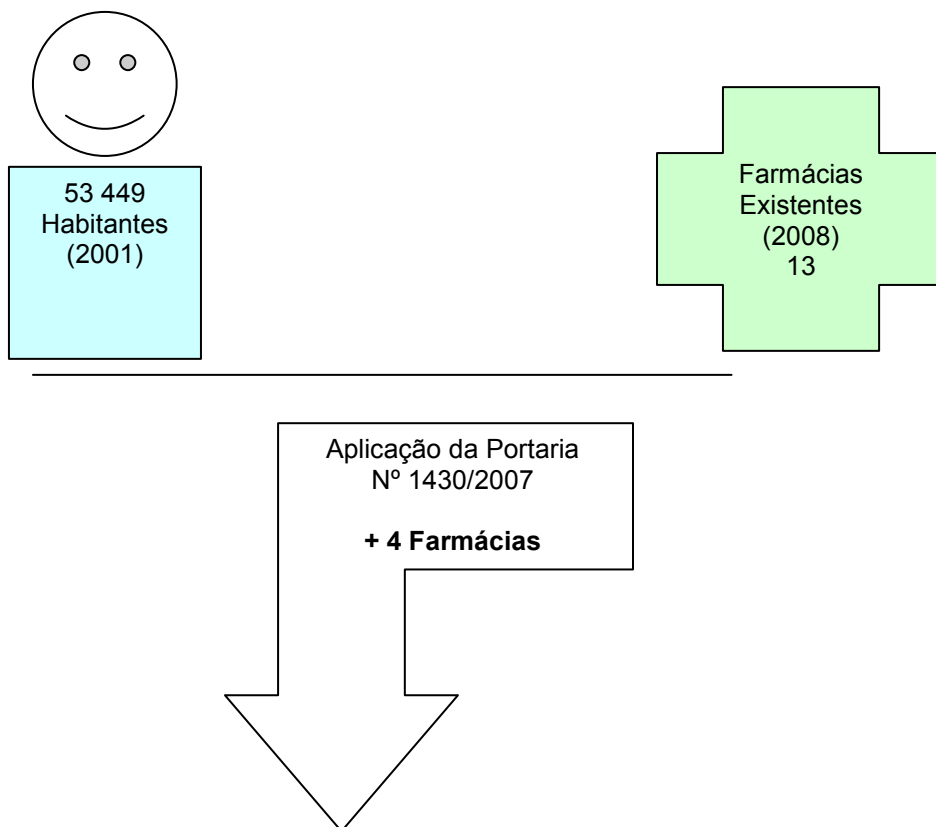 53 449
Habitantes
(2001)
Farmácias
Existentes
(2008)
13
Aplicação da Portaria
Nº 1430/2007
+ 4 Farmácias